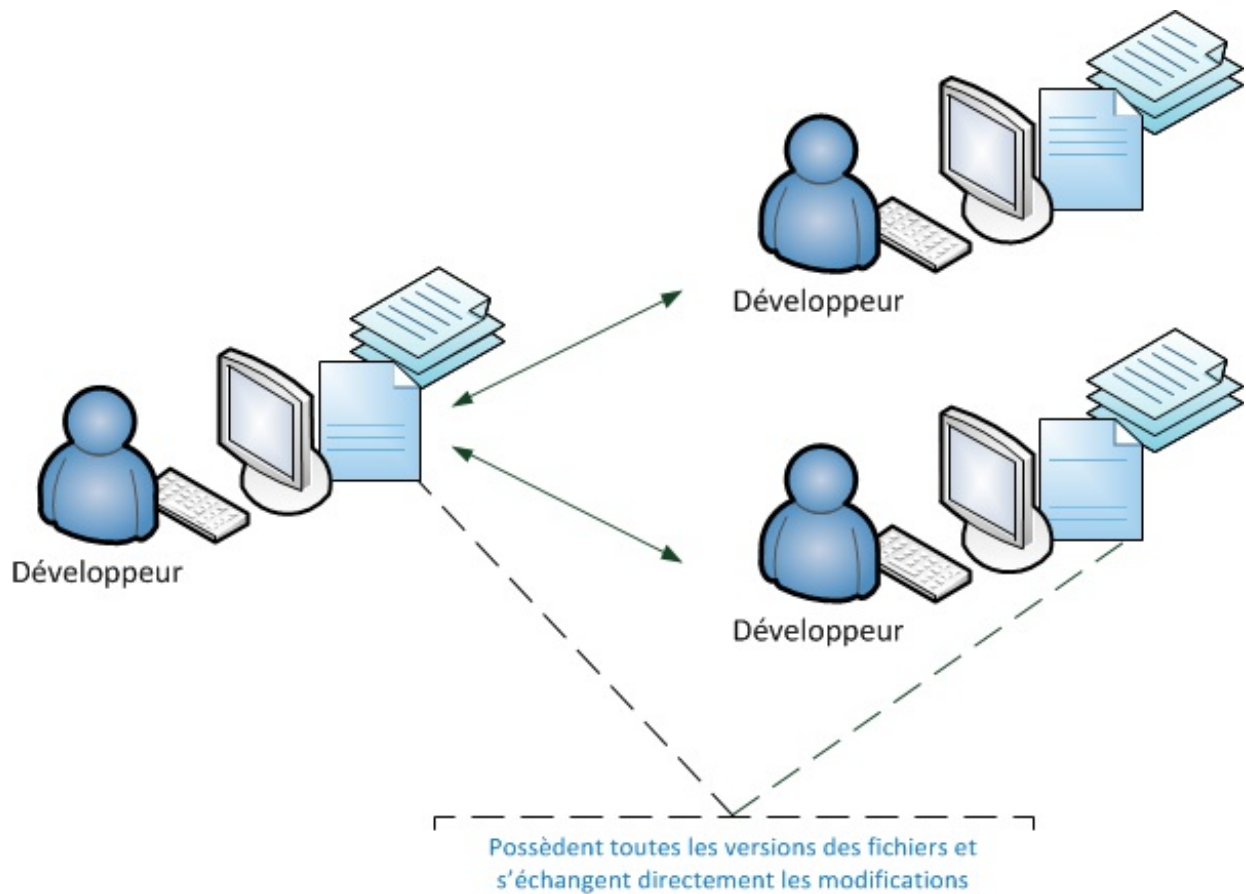 Développeur
Développeur
Développeur
Possèdent toutes les versions des fichiers et
s'échangent directement les modifications